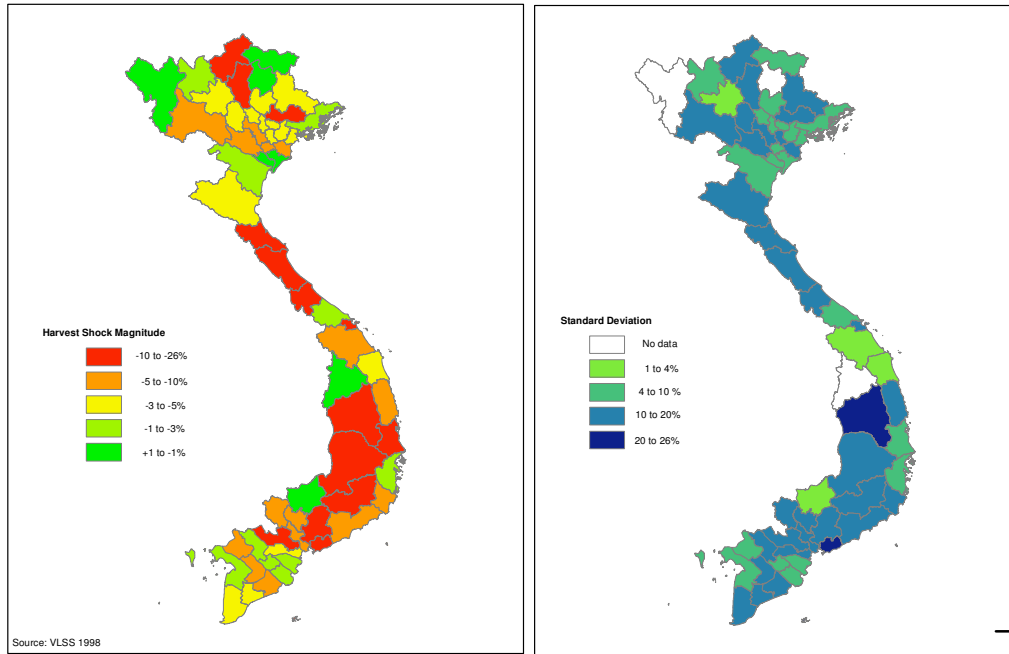 Harvest Shock Magnitude
-10 to -26%
-5 to -10%
-3 to -5%
-1 to -3%
+1 to -1%
Source: VLSS 1998
Standard Deviation
No data
1 to 4%
4 to 10 %
10 to 20%
20 to 26%